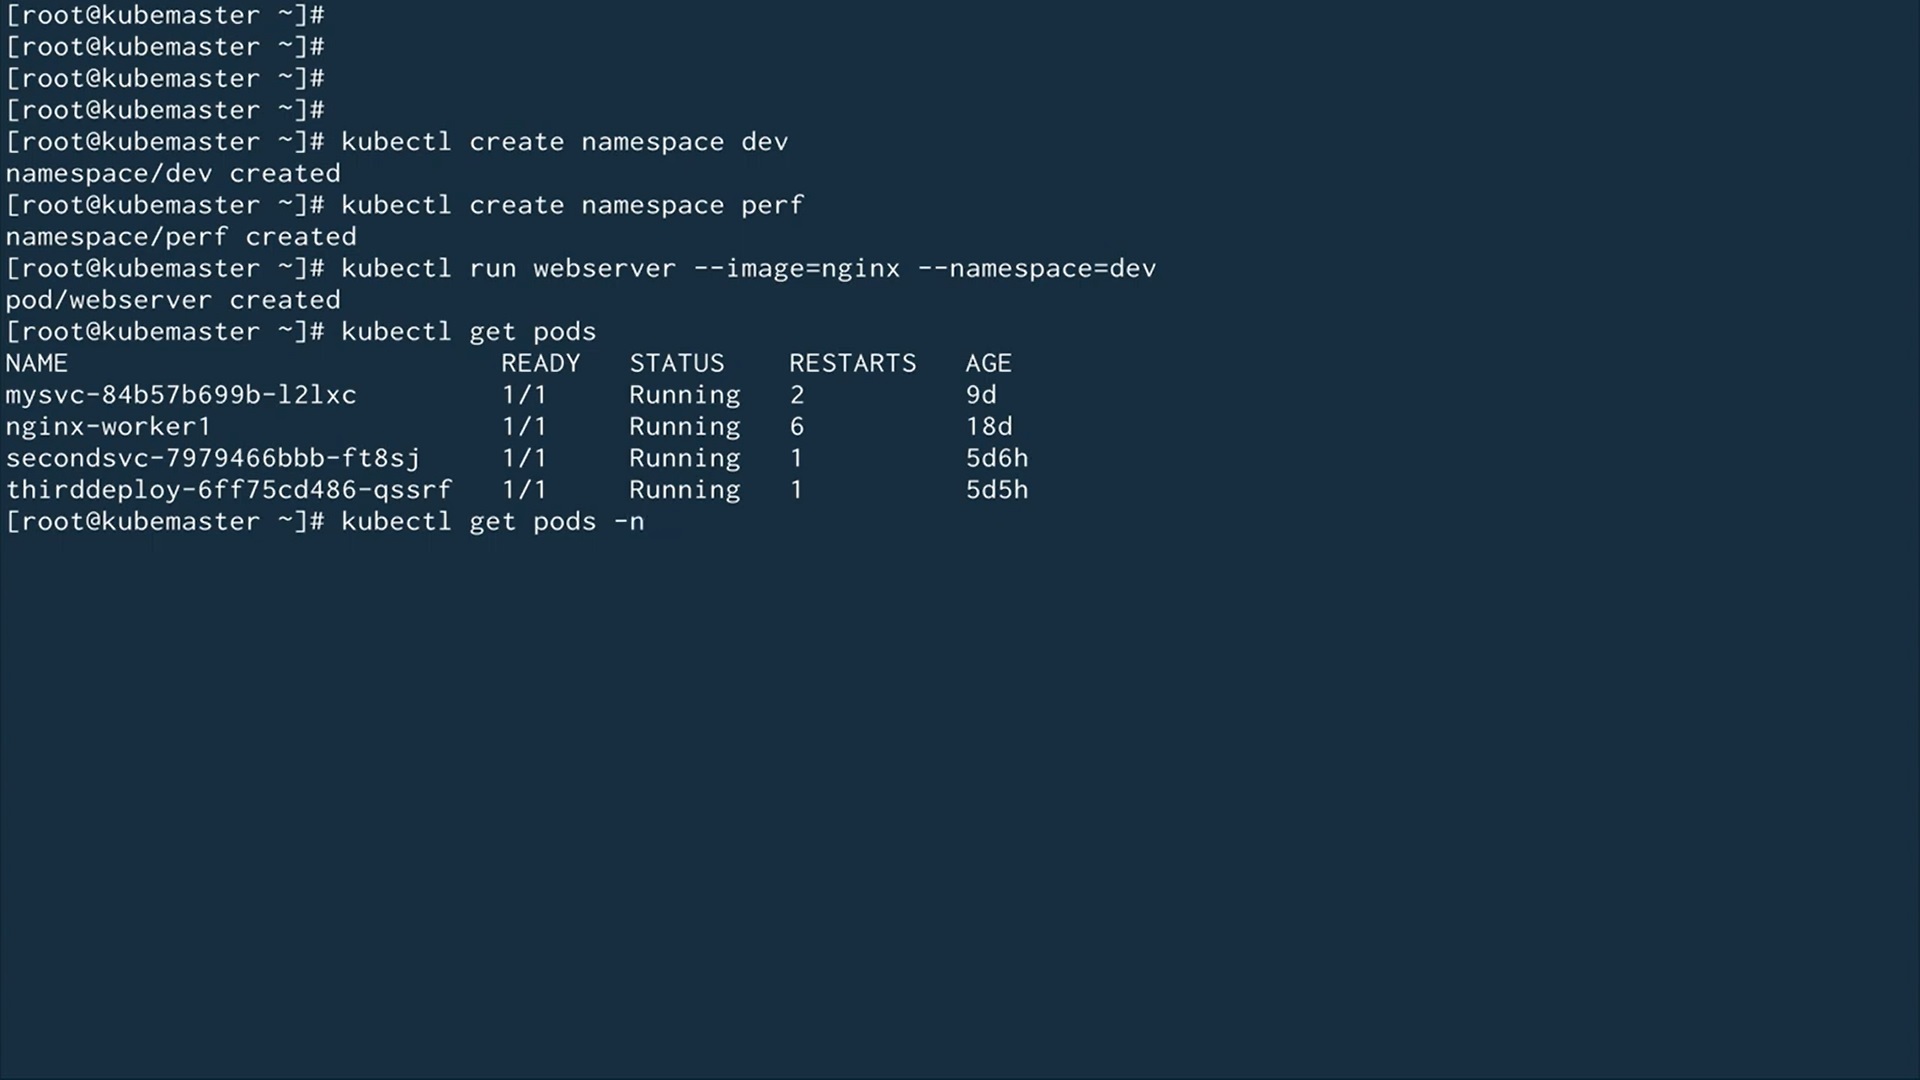 [root@kubemaster ~]#
[root@kubemaster ~]#
[root@kubemaster ~]#
[root@kubemaster ~]#
[root@kubemaster ~]# kubectl create namespace dev
namespace/dev created
[root@kubemaster ~]# kubectl create namespace perf
namespace/perf created
[root@kubemaster ~]# kubectl run webserver --image=nginx --namespace=dev
pod/webserver created
[root@kubemaster ~]# kubectl get pods
NAME                           READY   STATUS    RESTARTS   AGE
mysvc-84b57b699b-l2lxc         1/1     Running   2          9d
nginx-worker1                  1/1     Running   6          18d
secondsvc-7979466bbb-ft8sj     1/1     Running   1          5d6h
thirddeploy-6ff75cd486-qssrf   1/1     Running   1          5d5h
[root@kubemaster ~]# kubectl get pods -n